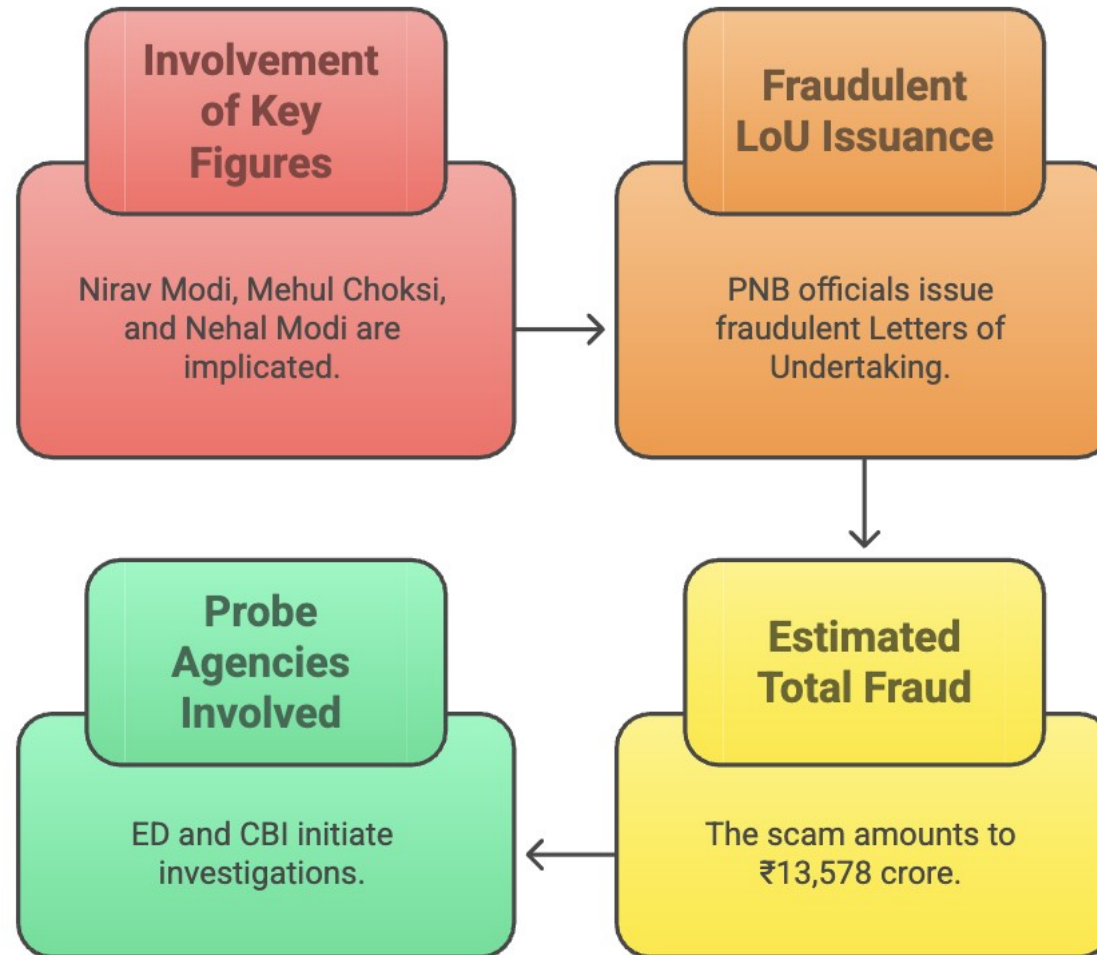 Involvement
of Key
Figures
Nirav Modi, Mehul Choksi,
and Nehal Modi are
implicated.
Fraudulent
LoU Issuance
PNB officials issue
fraudulent Letters of
Undertaking.
Estimated
Total Fraud
The scam amounts to
₹13,578 crore.
Probe
Agencies
Involved
ED and CBI initiate
investigations.